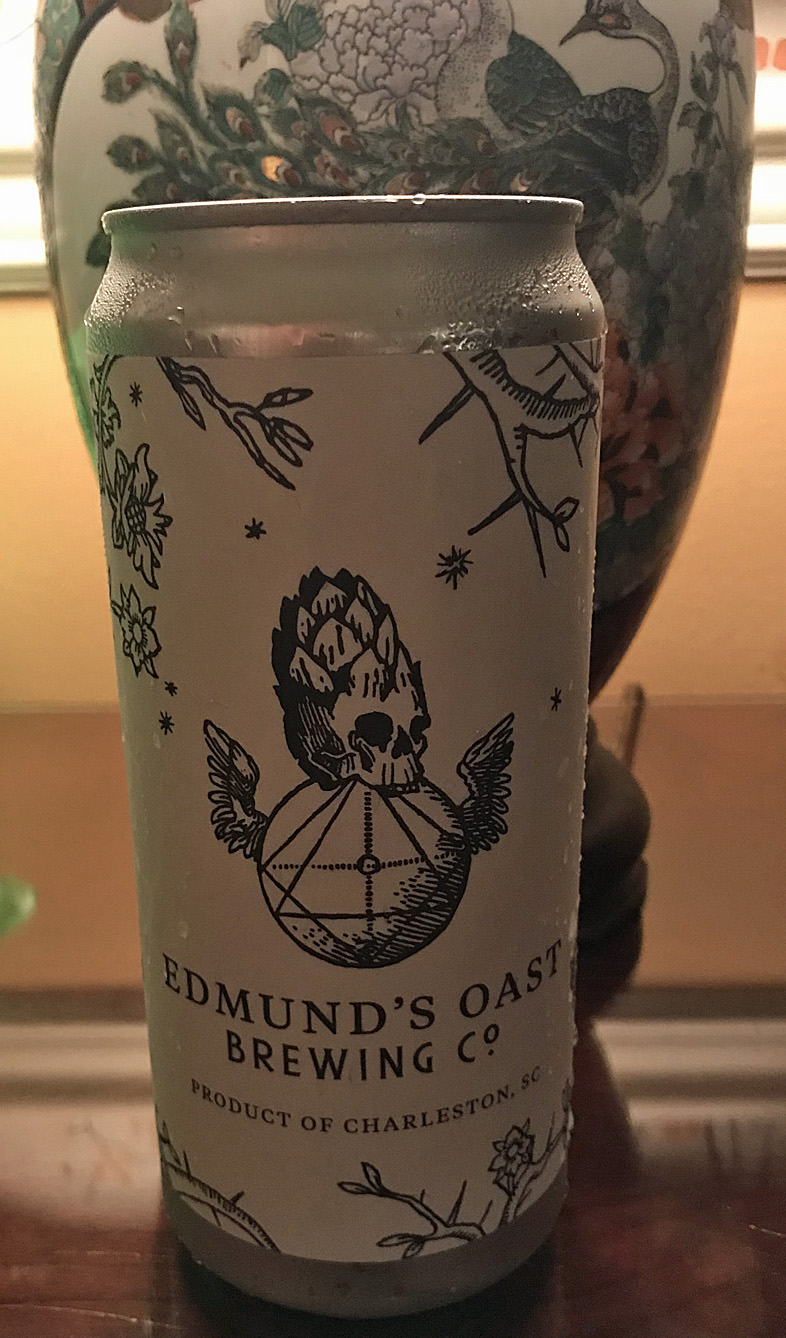 EDMUND'S OAST
BREWING Cº
PRODUCT OF CHARLESTON, SC